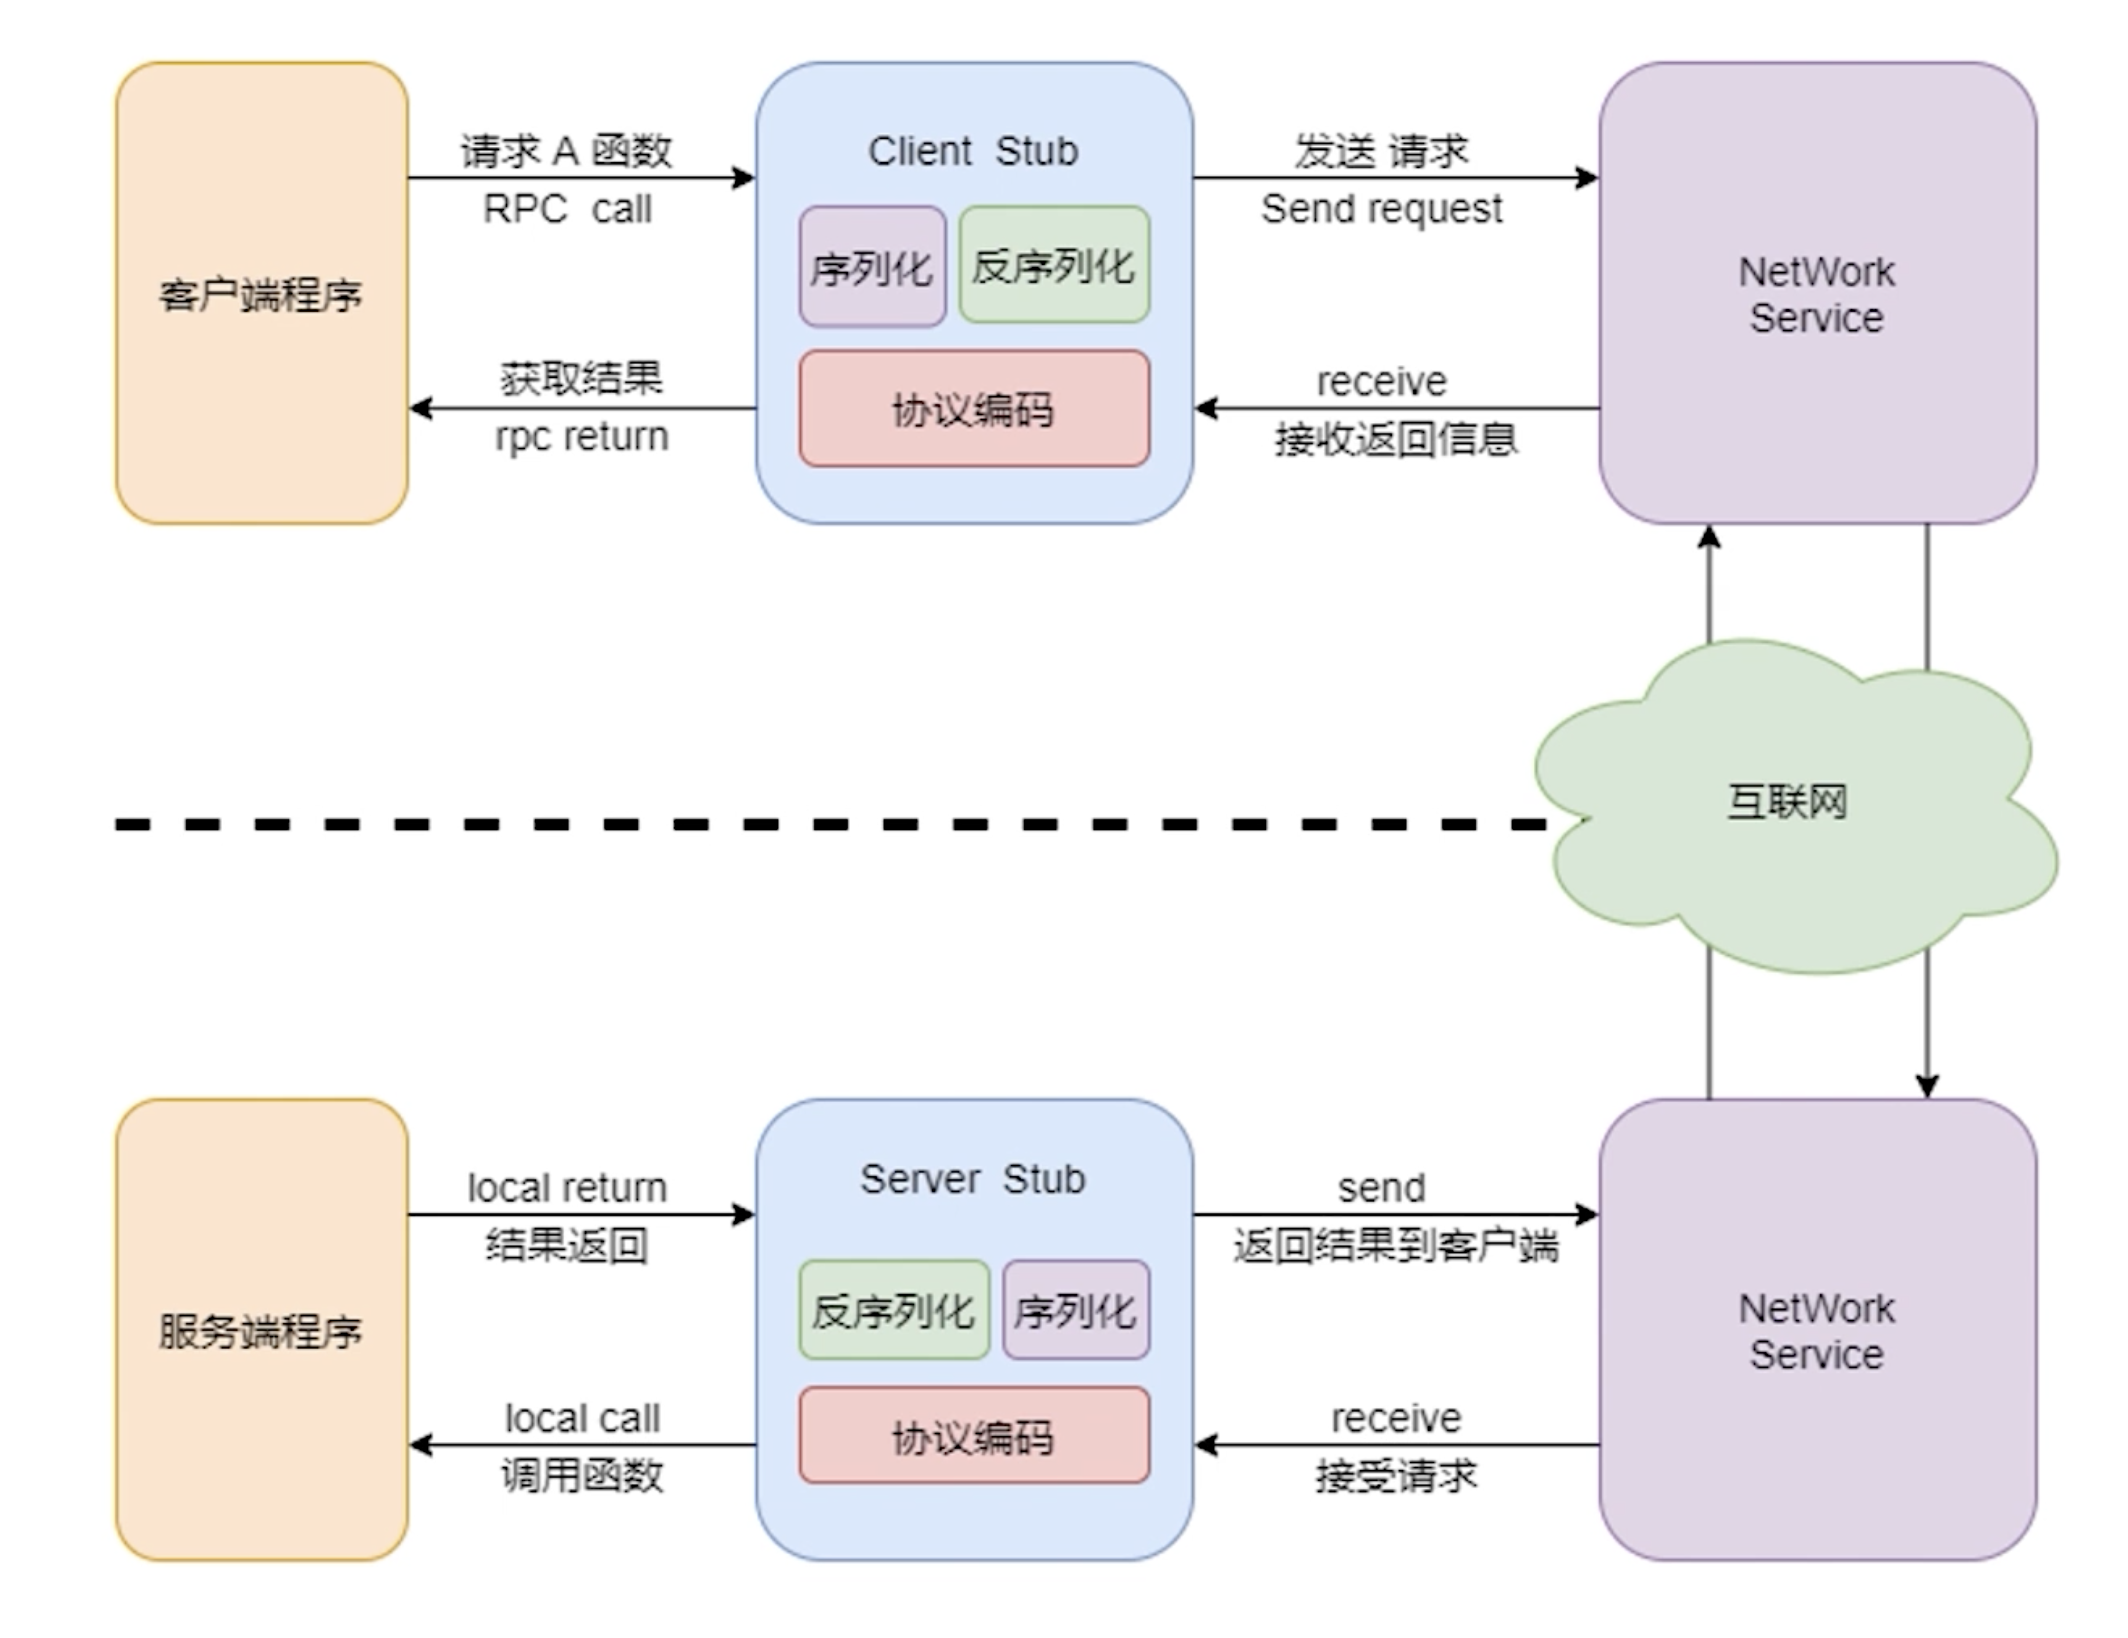 请求 A 函数
RPC call
客户端程序
获取结果
rpc return
Client Stub
序列化
反序列化
协议编码
发送 请求
Send request
receive
接收返回信息
NetWork
Service
互联网
服务端程序
local return
结果返回
local call
调用函数
Server Stub
反序列化
序列化
协议编码
send
返回结果到客户端
receive
接受请求
NetWork
Service